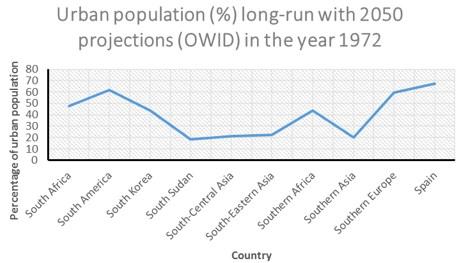 Urban population (%) long-run with 2050
projections (OWID) in the year 1972
Percentage of urban population
80
70
60
50
40
30
20
10
0
South Africa
South America
South Korea
South Sudan
South-Central Asia
South-Eastern Asia
Southern Africa
Southern Asia
Southern Europe
Spain
Country